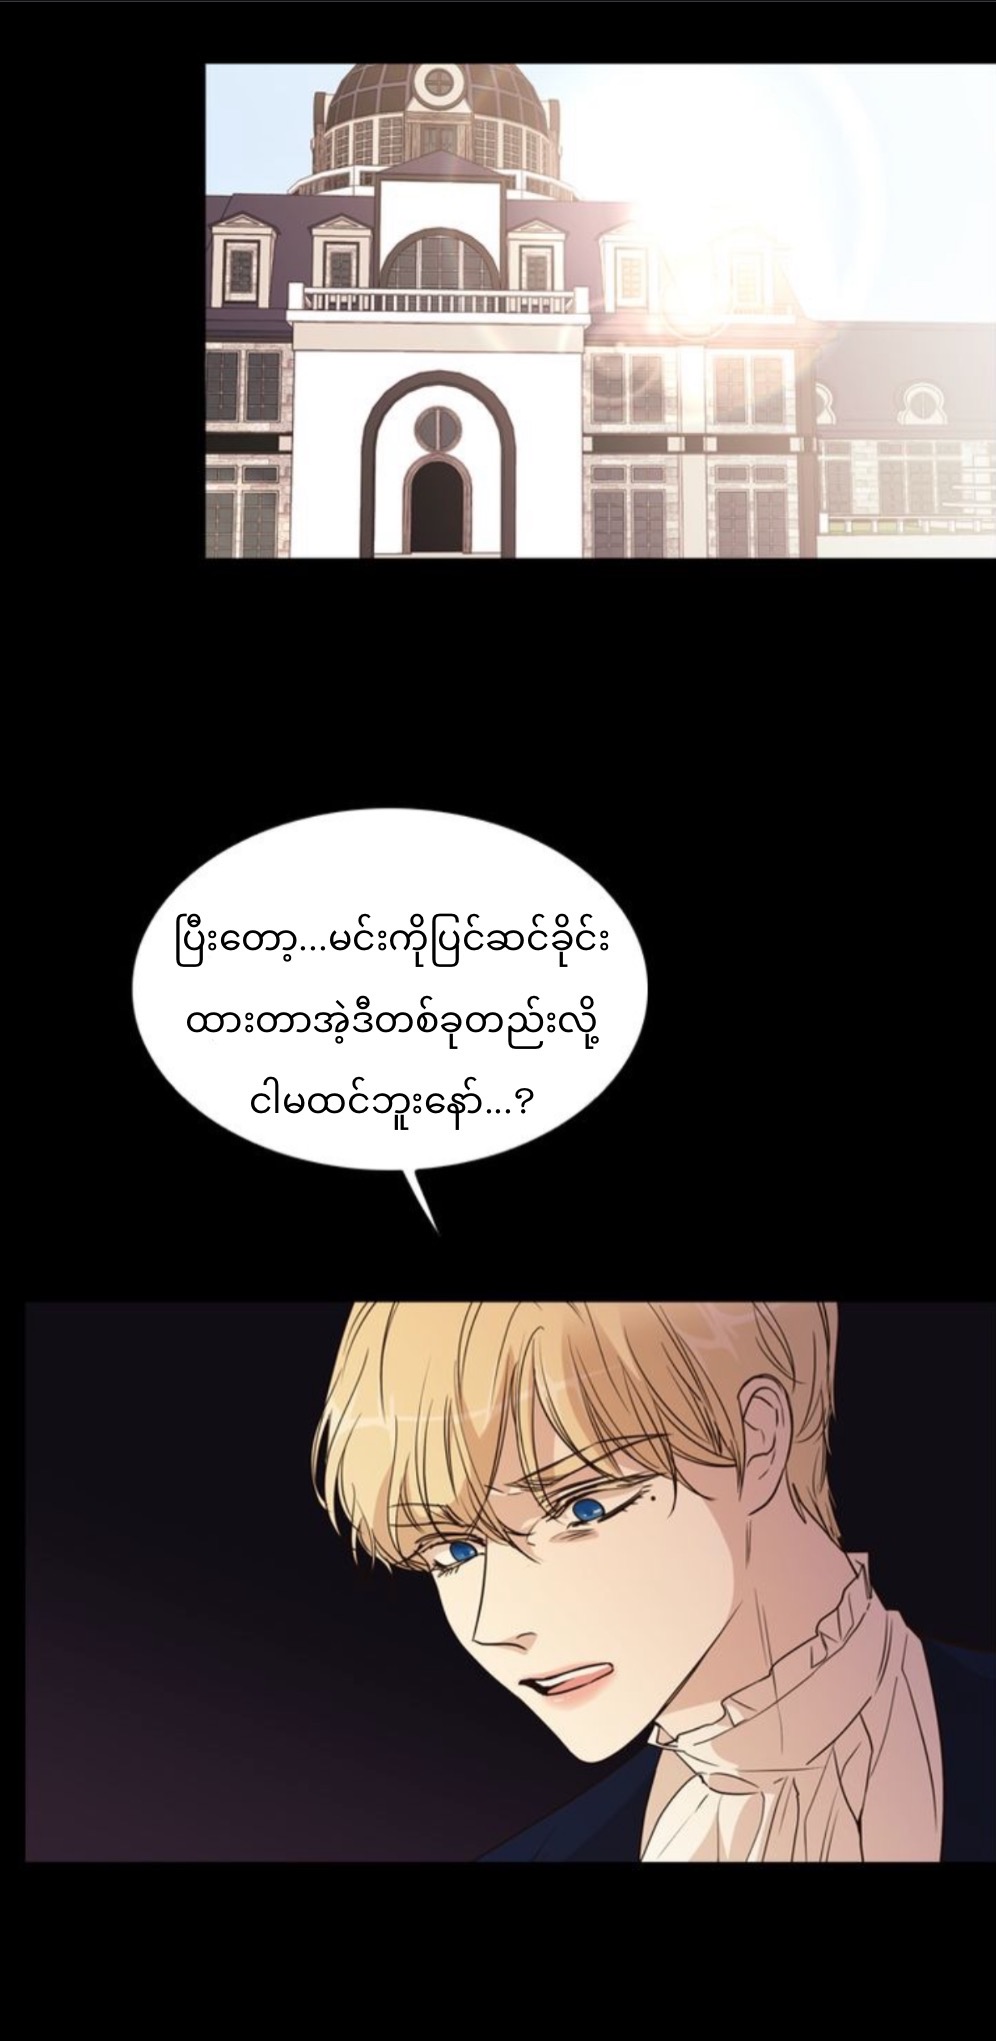 ပြီးတော့...မင်းကိုပြင်ဆင်ခိုင်း
ထားတာအဲ့ဒီတစ်ခုတည်းလို့
ငါမထင်ဘူးနော်...?